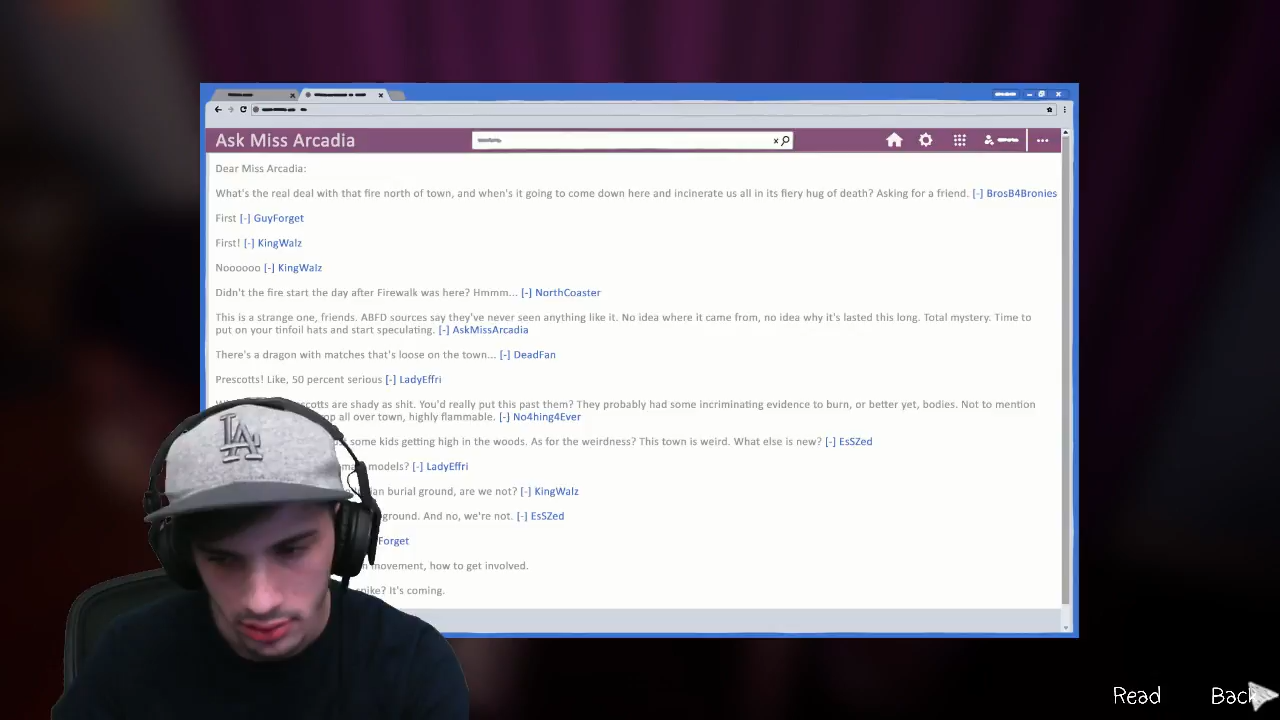 Ask Miss Arcadia
Dear Miss Arcadia:
What's the real deal with that fire north of town, and when's it going to come down here and incinerate us all in its fiery hug of death? Asking for a friend. [-] BrosB4Bronies
First [-] GuyForget
First! [-] KingWalz
Noooooo [-] KingWalz
Didn't the fire start the day after Firewalk was here? Hmmm... [-] NorthCoaster
This is a strange one, friends. ABFD sources say they've never seen anything like it. No idea where it came from, no idea why it's lasted this long. Total mystery. Time to
put on your tinfoil hats and start speculating. [-] AskMissArcadia
There's a dragon with matches that's loose on the town... [-] DeadFan
Prescotts! Like, 50 percent serious [-] LadyEffri
scotts are shady as shit. You'd really put this past them? They probably had some incriminating evidence to burn, or better yet, bodies. Not to mention
all over town, highly flammable. [-] No4hing4Ever
some kids getting high in the woods. As for the weirdness? This town is weird. What else is new? [-] EsSZed
models? [-] LadyEffri
burial ground, are we not? [-] KingWalz
ground. And no, we're not. [-] EsSZed
Forget
movement, how to get involved.
It's coming.
LA
Read Back